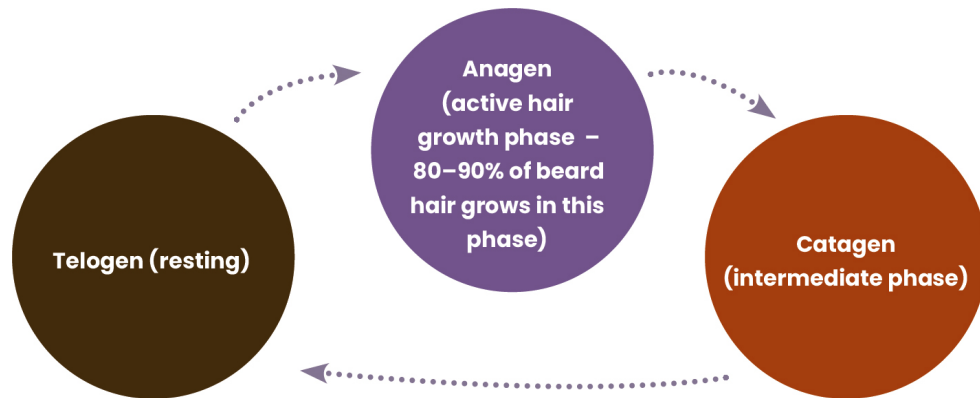 Anagen
(active hair
growth phase –
80–90% of beard
hair grows in this
phase)
Telogen (resting)
Catagen
(intermediate phase)